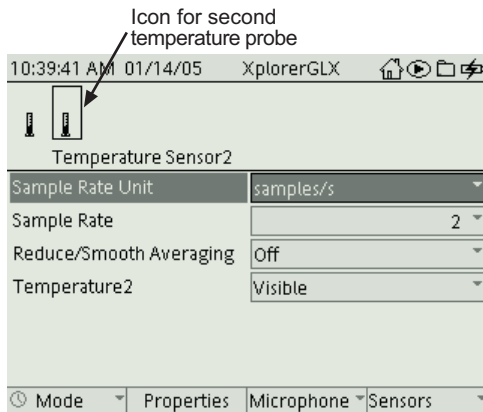 Icon for second
temperature probe
10:39:41 AM 01/14/05 XplorerGLX
Temperature Sensor2
Sample Rate Unit samples/s
Sample Rate 2
Reduce/Smooth Averaging Off
Temperature2 Visible
Mode Properties Microphone Sensors